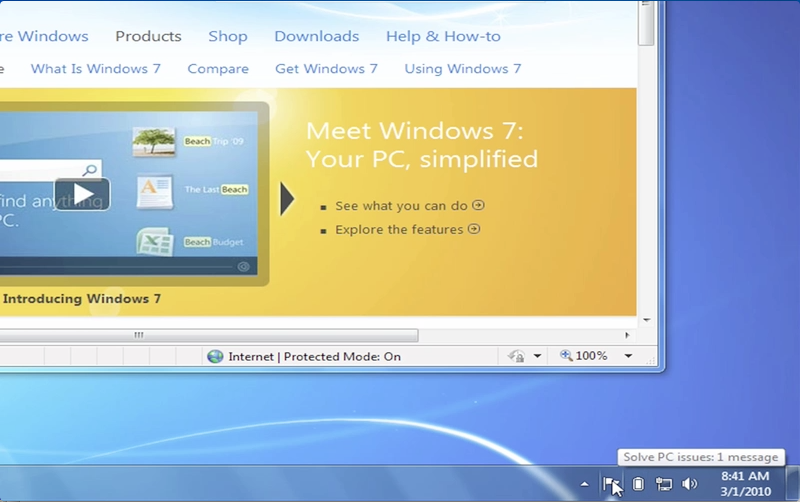 re Windows Products Shop Downloads Help & How-to
e What Is Windows 7 Compare Get Windows 7 Using Windows 7
Meet Windows 7:
Your PC, simplified
Beach Trip '09
The Last Beach
Beach Budget
find anything
PC.
See what you can do
Explore the features
Introducing Windows 7
Internet | Protected Mode: On
100%
Solve PC issues: 1 message
8:41 AM
3/1/2010